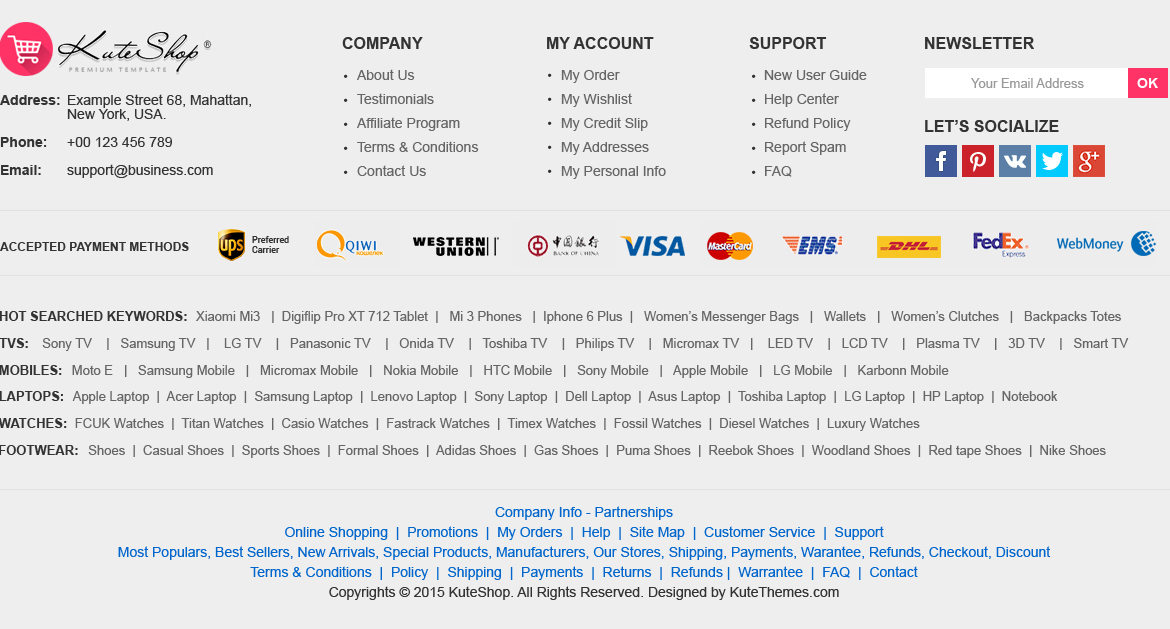 KuteShop ®
PREMIUM TEMPLATE
Address: Example Street 68, Mahattan,
New York, USA.
Phone: +00 123 456 789
Email: support@business.com
COMPANY
• About Us
• Testimonials
• Affiliate Program
• Terms & Conditions
• Contact Us
MY ACCOUNT
• My Order
• My Wishlist
• My Credit Slip
• My Addresses
• My Personal Info
SUPPORT
• New User Guide
• Help Center
• Refund Policy
• Report Spam
• FAQ
NEWSLETTER
Your Email Address OK
LET’S SOCIALIZE
f vk g+
ACCEPTED PAYMENT METHODS
ups Preferred
Carrier
QIWI
WESTERN
UNION
中国银行
BANK OF CHINA
VISA
MasterCard
EMS
DHL
FedEx
Express
WebMoney
HOT SEARCHED KEYWORDS: Xiaomi Mi3 | Digiflip Pro XT 712 Tablet | Mi 3 Phones | Iphone 6 Plus | Women’s Messenger Bags | Wallets | Women’s Clutches | Backpacks Totes
TVS: Sony TV | Samsung TV | LG TV | Panasonic TV | Onida TV | Toshiba TV | Philips TV | Micromax TV | LED TV | LCD TV | Plasma TV | 3D TV | Smart TV
MOBILES: Moto E | Samsung Mobile | Micromax Mobile | Nokia Mobile | HTC Mobile | Sony Mobile | Apple Mobile | LG Mobile | Karbonn Mobile
LAPTOPS: Apple Laptop | Acer Laptop | Samsung Laptop | Lenovo Laptop | Sony Laptop | Dell Laptop | Asus Laptop | Toshiba Laptop | LG Laptop | HP Laptop | Notebook
WATCHES: FCUK Watches | Titan Watches | Casio Watches | Fastrack Watches | Timex Watches | Fossil Watches | Diesel Watches | Luxury Watches
FOOTWEAR: Shoes | Casual Shoes | Sports Shoes | Formal Shoes | Adidas Shoes | Gas Shoes | Puma Shoes | Reebok Shoes | Woodland Shoes | Red tape Shoes | Nike Shoes
Company Info - Partnerships
Online Shopping | Promotions | My Orders | Help | Site Map | Customer Service | Support
Most Populars, Best Sellers, New Arrivals, Special Products, Manufacturers, Our Stores, Shipping, Payments, Warantee, Refunds, Checkout, Discount
Terms & Conditions | Policy | Shipping | Payments | Returns | Refunds | Warrantee | FAQ | Contact
Copyrights © 2015 KuteShop. All Rights Reserved. Designed by KuteThemes.com